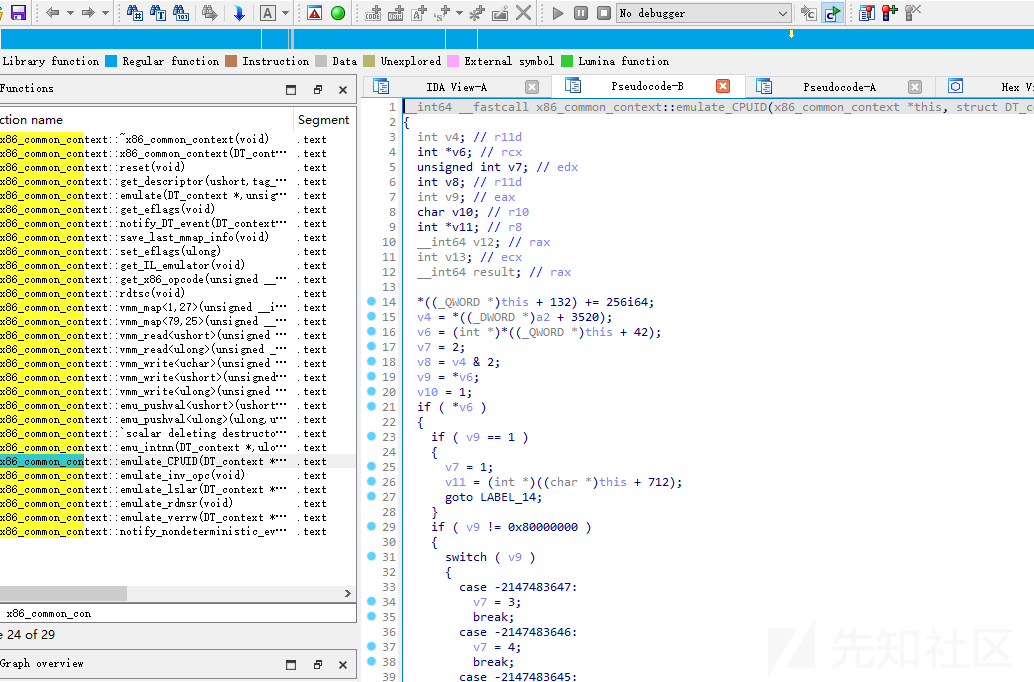 No debugger
Library function Regular function Instruction Data Unexplored External symbol Lumina function
Functions
IDA View-A
Pseudocode-B
Pseudocode-A
Hex V
ction name Segment
x86_common_context::~x86_common_context(void) .text
x86_common_context::x86_common_context(DT_cont… .text
x86_common_context::reset(void) .text
x86_common_context::get_descriptor(ushort,tag_… .text
x86_common_context::emulate(DT_context *,unsig… .text
x86_common_context::get_eflags(void) .text
x86_common_context::notify_DT_event(DT_context… .text
x86_common_context::save_last_mmap_info(void) .text
x86_common_context::set_eflags(ulong) .text
x86_common_context::get_IL_emulator(void) .text
x86_common_context::get_x86_opcode(unsigned __… .text
x86_common_context::rdtsc(void) .text
x86_common_context::vmm_map<1,27>(unsigned __i… .text
x86_common_context::vmm_map<79,25>(unsigned __… .text
x86_common_context::vmm_read<ushort>(unsigned … .text
x86_common_context::vmm_read<ulong>(unsigned _… .text
x86_common_context::vmm_write<uchar>(unsigned … .text
x86_common_context::vmm_write<ushort>(unsigned… .text
x86_common_context::vmm_write<ulong>(unsigned … .text
x86_common_context::emu_pushval<ushort>(ushort… .text
x86_common_context::emu_pushval<ulong>(ulong,u… .text
x86_common_context::`scalar deleting destructo… .text
x86_common_context::emu_intnn(DT_context *,ulo… .text
x86_common_context::emulate_CPUID(DT_context *… .text
x86_common_context::emulate_inv_opc(void) .text
x86_common_context::emulate_lslar(DT_context *… .text
x86_common_context::emulate_rdmsr(void) .text
x86_common_context::emulate_verrw(DT_context *… .text
x86_common_context::notify_nondeterministic_ev… .text
x86_common_con
e 24 of 29
Graph overview
1 __int64 __fastcall x86_common_context::emulate_CPUID(x86_common_context *this, struct DT_c
2 {
3 int v4; // r11d
4 int *v6; // rcx
5 unsigned int v7; // edx
6 int v8; // r11d
7 int v9; // eax
8 char v10; // r10
9 int *v11; // r8
10 __int64 v12; // rax
11 int v13; // ecx
12 __int64 result; // rax
13
14 *((_QWORD *)this + 132) += 256i64;
15 v4 = *((_DWORD *)a2 + 3520);
16 v6 = (int *)*((_QWORD *)this + 42);
17 v7 = 2;
18 v8 = v4 & 2;
19 v9 = *v6;
20 v10 = 1;
21 if ( *v6 )
22 {
23 if ( v9 == 1 )
24 {
25 v7 = 1;
26 v11 = (int *)((char *)this + 712);
27 goto LABEL_14;
28 }
29 if ( v9 != 0x80000000 )
30 {
31 switch ( v9 )
32 {
33 case -2147483647:
34 v7 = 3;
35 break;
36 case -2147483646:
37 v7 = 4;
38 break;
39 case -2147483645:
先知社区